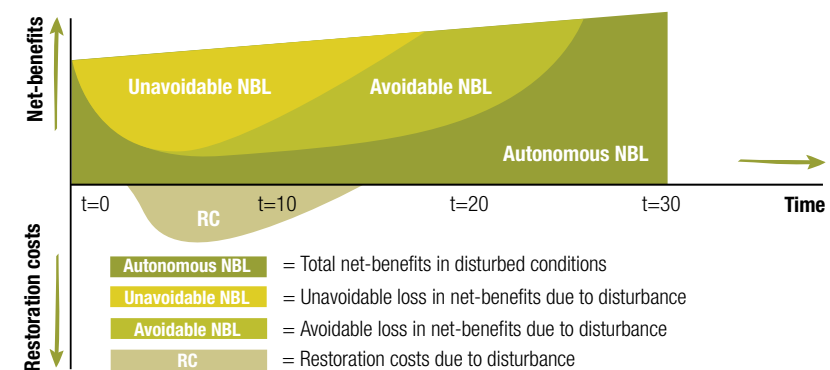 Net-benefits
Unavoidable NBL
Avoidable NBL
Autonomous NBL
t=0
t=10
t=20
t=30
Time
RC
Restoration costs
Autonomous NBL = Total net-benefits in disturbed conditions
Unavoidable NBL = Unavoidable loss in net-benefits due to disturbance
Avoidable NBL = Avoidable loss in net-benefits due to disturbance
RC = Restoration costs due to disturbance